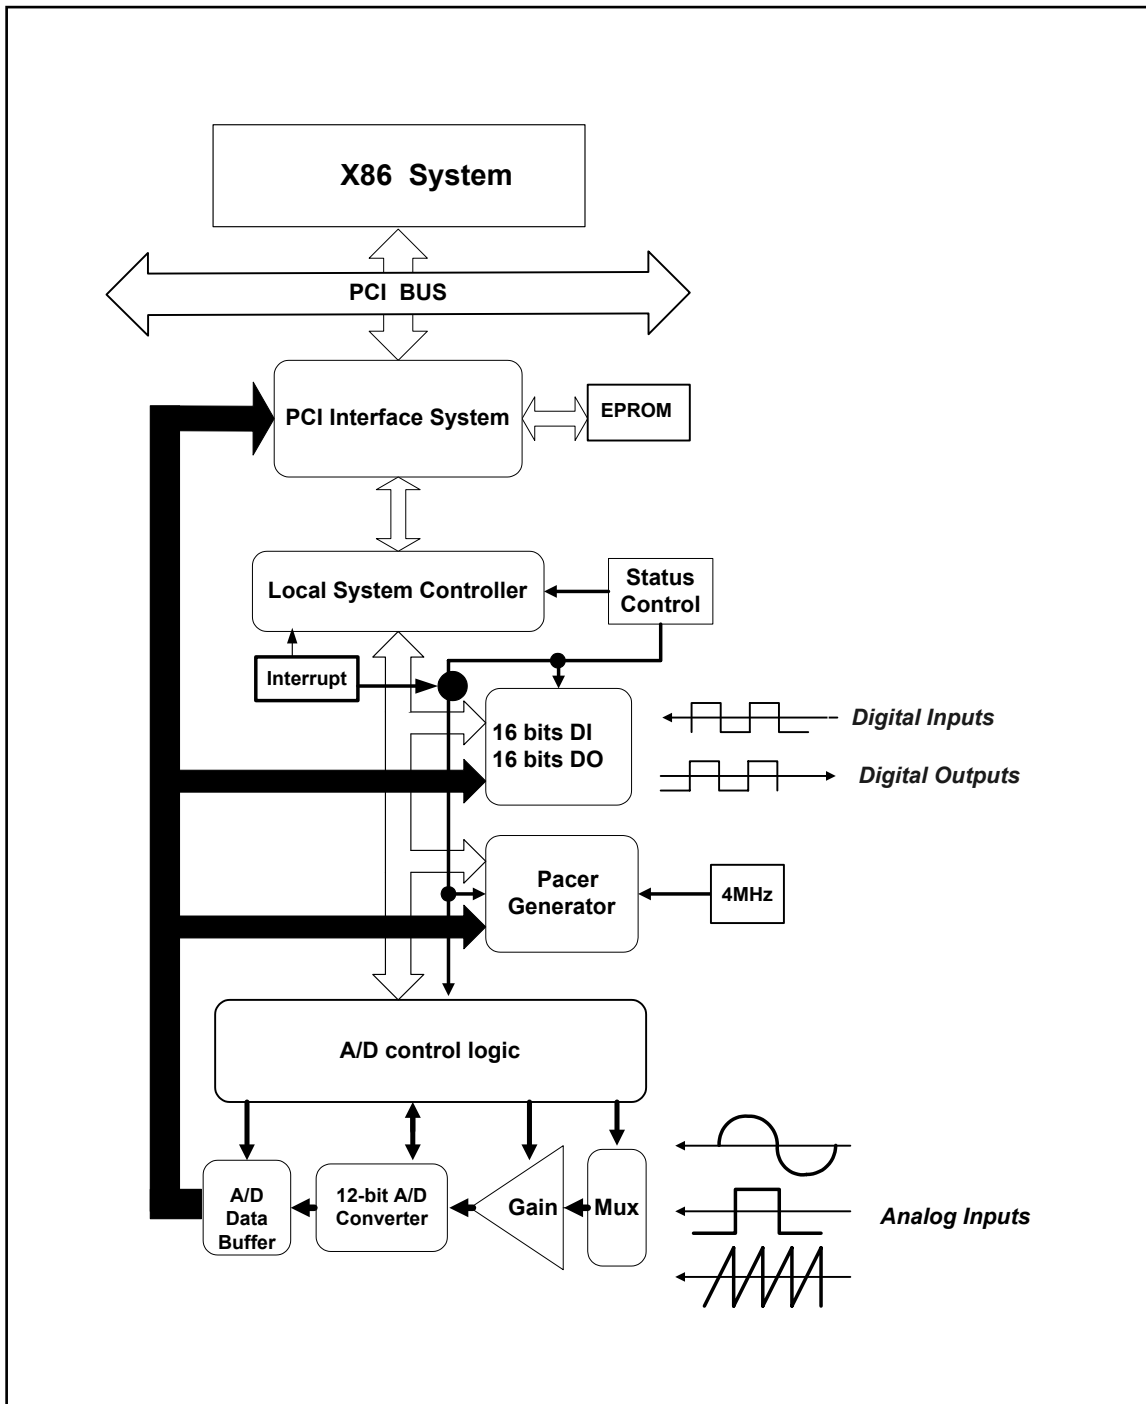 X86 System
PCI BUS
PCI Interface System
EPROM
Local System Controller
Status
Control
Interrupt
16 bits DI
16 bits DO
Digital Inputs
Digital Outputs
Pacer
Generator
4MHz
A/D control logic
A/D
Data
Buffer
12-bit A/D
Converter
Gain
Mux
Analog Inputs